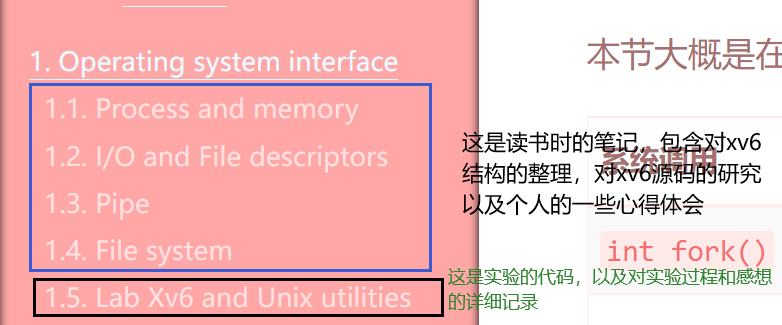 1. Operating system interface
1.1. Process and memory
1.2. I/O and File descriptors
1.3. Pipe
1.4. File system
1.5. Lab Xv6 and Unix utilities
本节大概是在
这是读书时的笔记，包含对xv6
结构的整理，对xv6源码的研究
以及个人的一些心得体会
系统调用
int fork()
这是实验的代码，以及对实验过程和感想
的详细记录